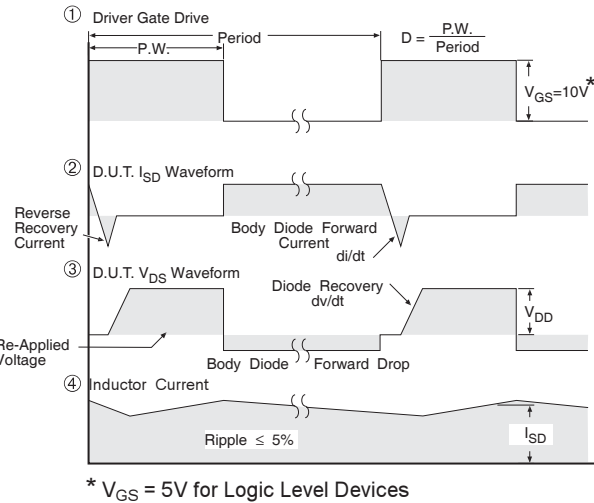 ① Driver Gate Drive
P.W.
Period
D = P.W. / Period
VGS=10V*
② D.U.T. ISD Waveform
Reverse
Recovery
Current
Body Diode Forward
Current
di/dt
③ D.U.T. VDS Waveform
Diode Recovery
dv/dt
VDD
Re-Applied
Voltage
Body Diode Forward Drop
④ Inductor Current
Ripple ≤ 5%
ISD
* VGS = 5V for Logic Level Devices